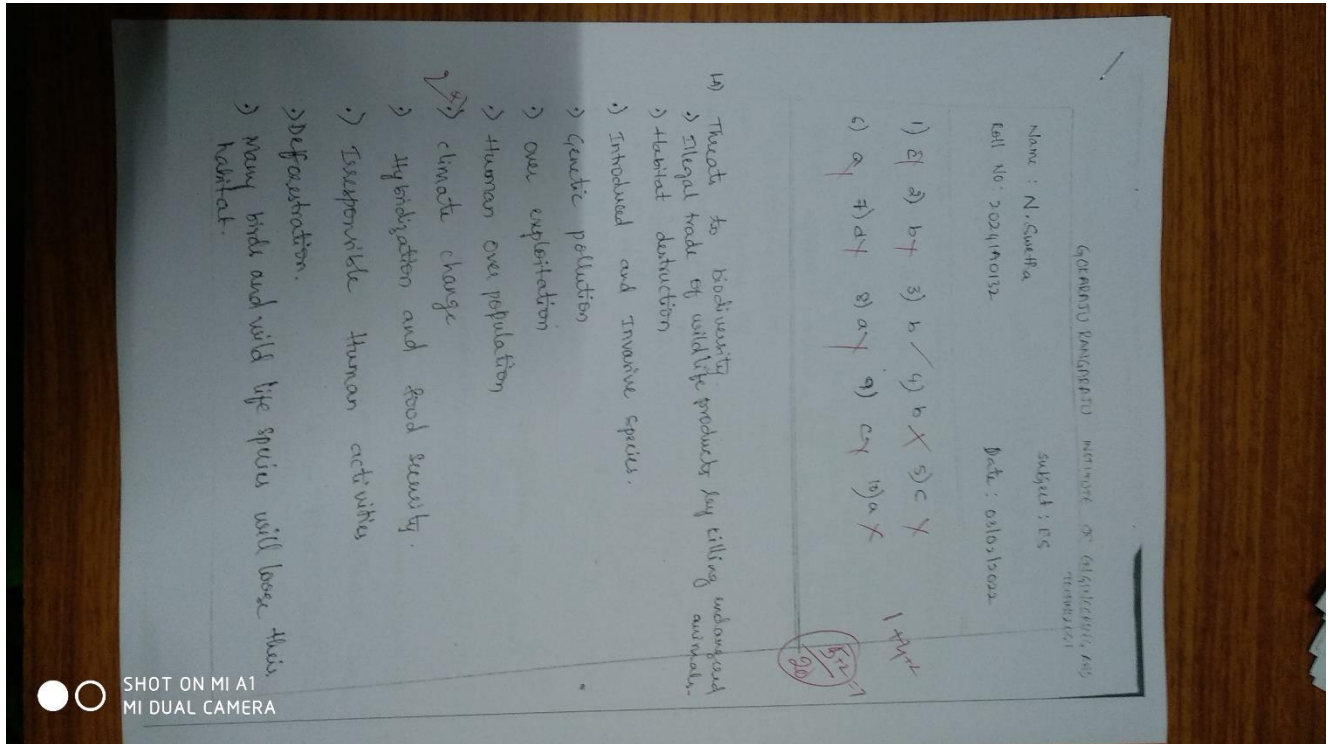 GOKARAJU RANGARAJU INSTITUTE OF ENGINEERING AND
TECHNOLOGY
Name : N. Swetha
Subject : ES
Roll No: 20241A0132
Date : 03/02/2022
1) c 2) b 3) b 4) b 5) c
6) a 7) d 8) a 9) c 10) a
Threats to biodiversity
Illegal trade of wildlife products by killing endangered
animals.
Habitat destruction
Introduced and Invasive species.
Genetic pollution
over exploitation
Human over population
climate change
Hybridization and food security.
Human activities
Many birds and wild life species will loose their
habitat.
20
SHOT ON MI A1
MI DUAL CAMERA